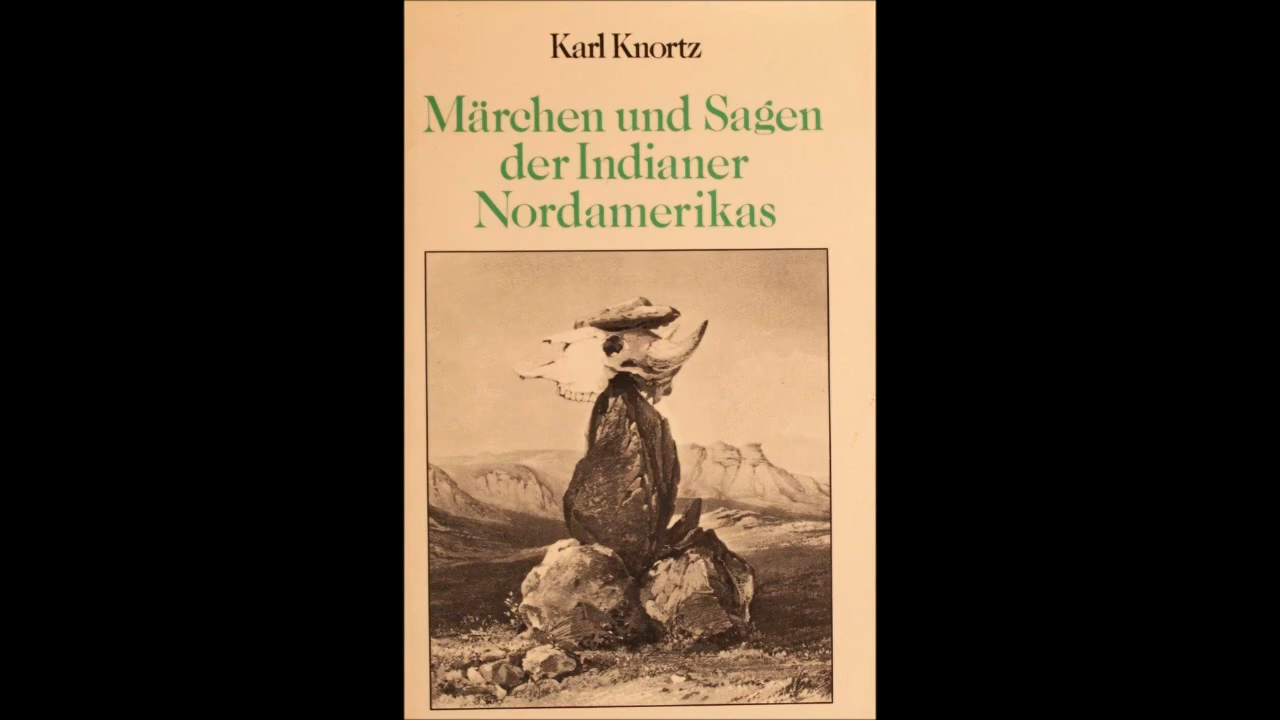 Karl Knortz
Märchen und Sagen
der Indianer
Nordamerikas